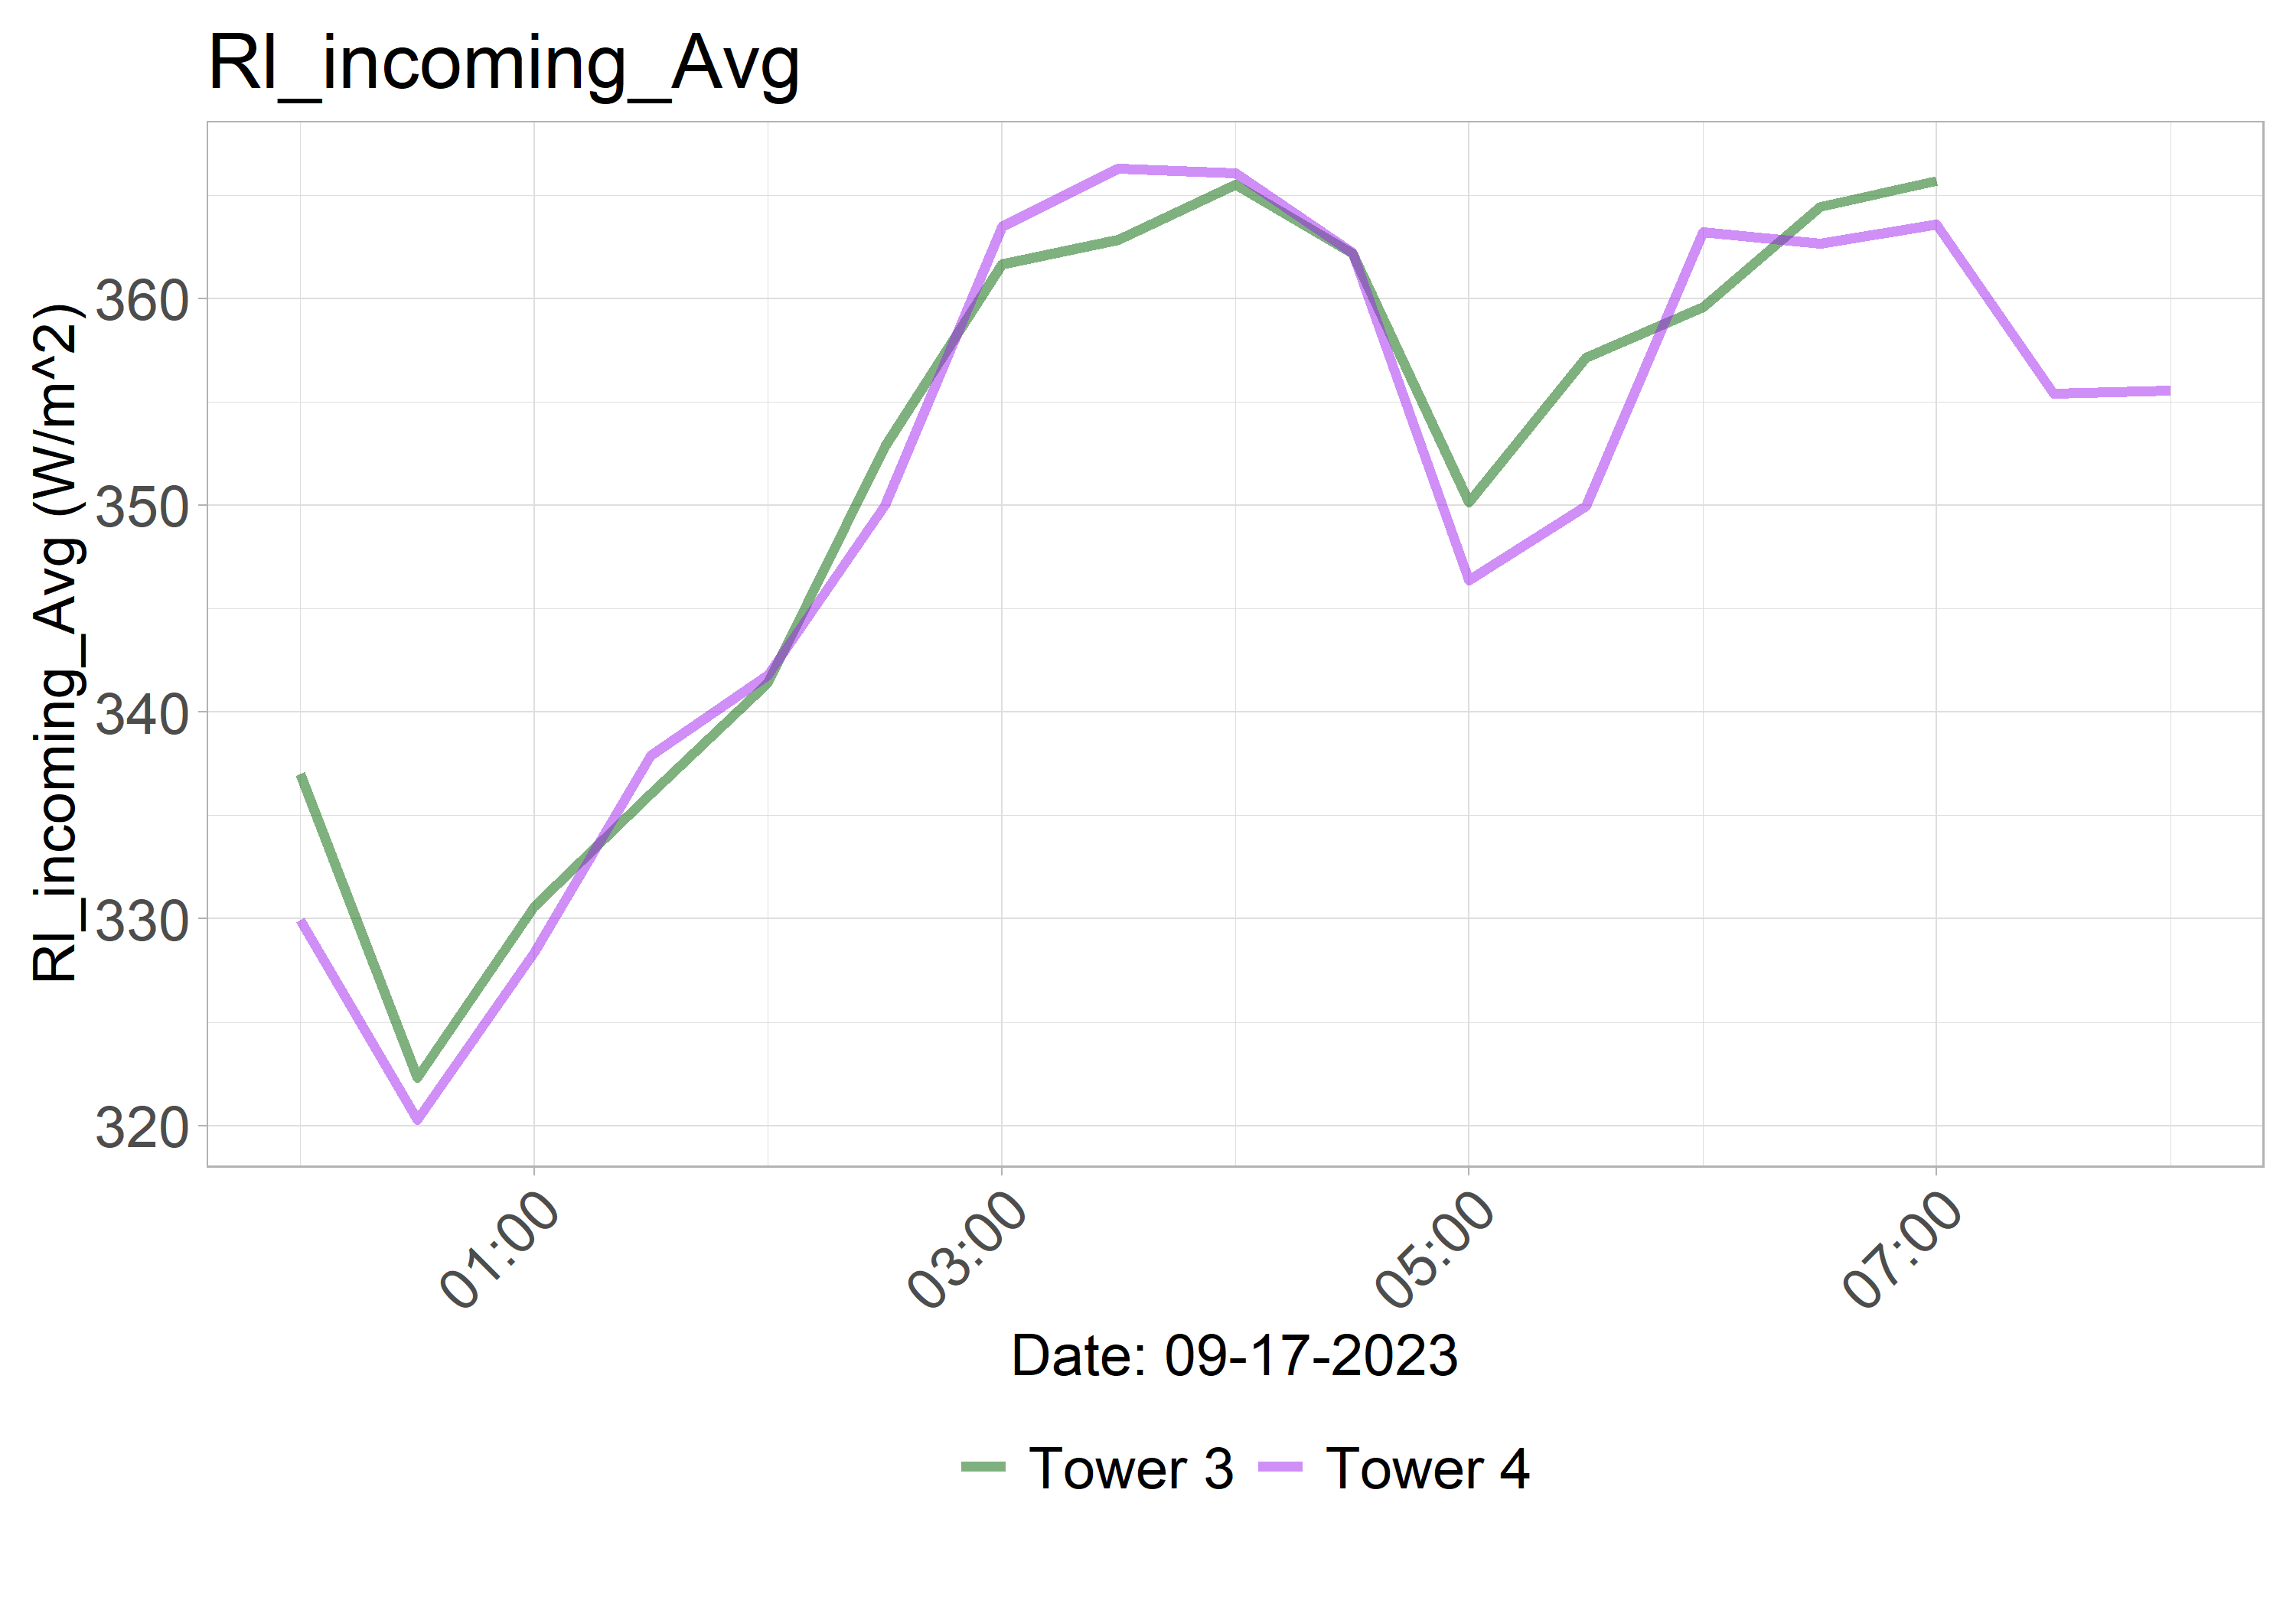 Rl_incoming_Avg
Rl_incoming_Avg (W/m^2)
360
350
340
330
320
01:00
03:00
05:00
07:00
Date: 09-17-2023
Tower 3
Tower 4